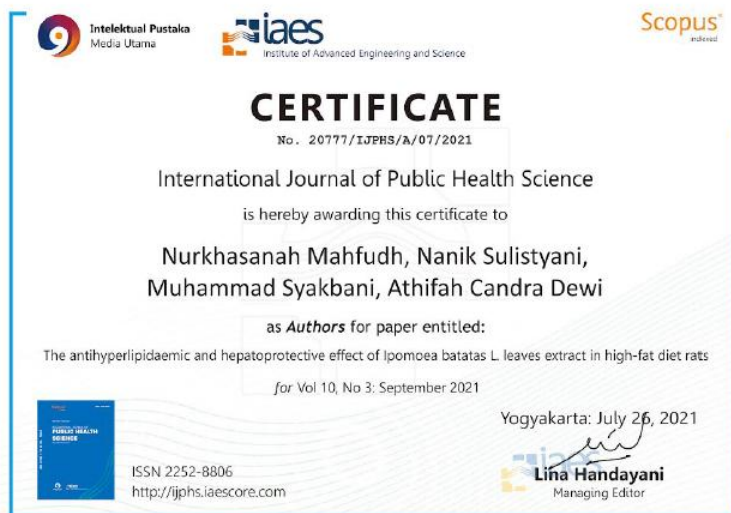 Intelektual Pustaka
Media Utama
iaes
Institute of Advanced Engineering and Science
Scopus
indexed
CERTIFICATE
No. 20777/IJPHS/A/07/2021
International Journal of Public Health Science
is hereby awarding this certificate to
Nurkhasanah Mahfudh, Nanik Sulistyani,
Muhammad Syakbani, Athifah Candra Dewi
as Authors for paper entitled:
The antihyperlipidaemic and hepatoprotective effect of Ipomoea batatas L. leaves extract in high-fat diet rats
for Vol 10, No 3: September 2021
Yogyakarta: July 26, 2021
PUBLIC HEALTH
SCIENCE
iaes
ISSN 2252-8806
http://ijphs.iaescore.com
Lina Handayani
Managing Editor